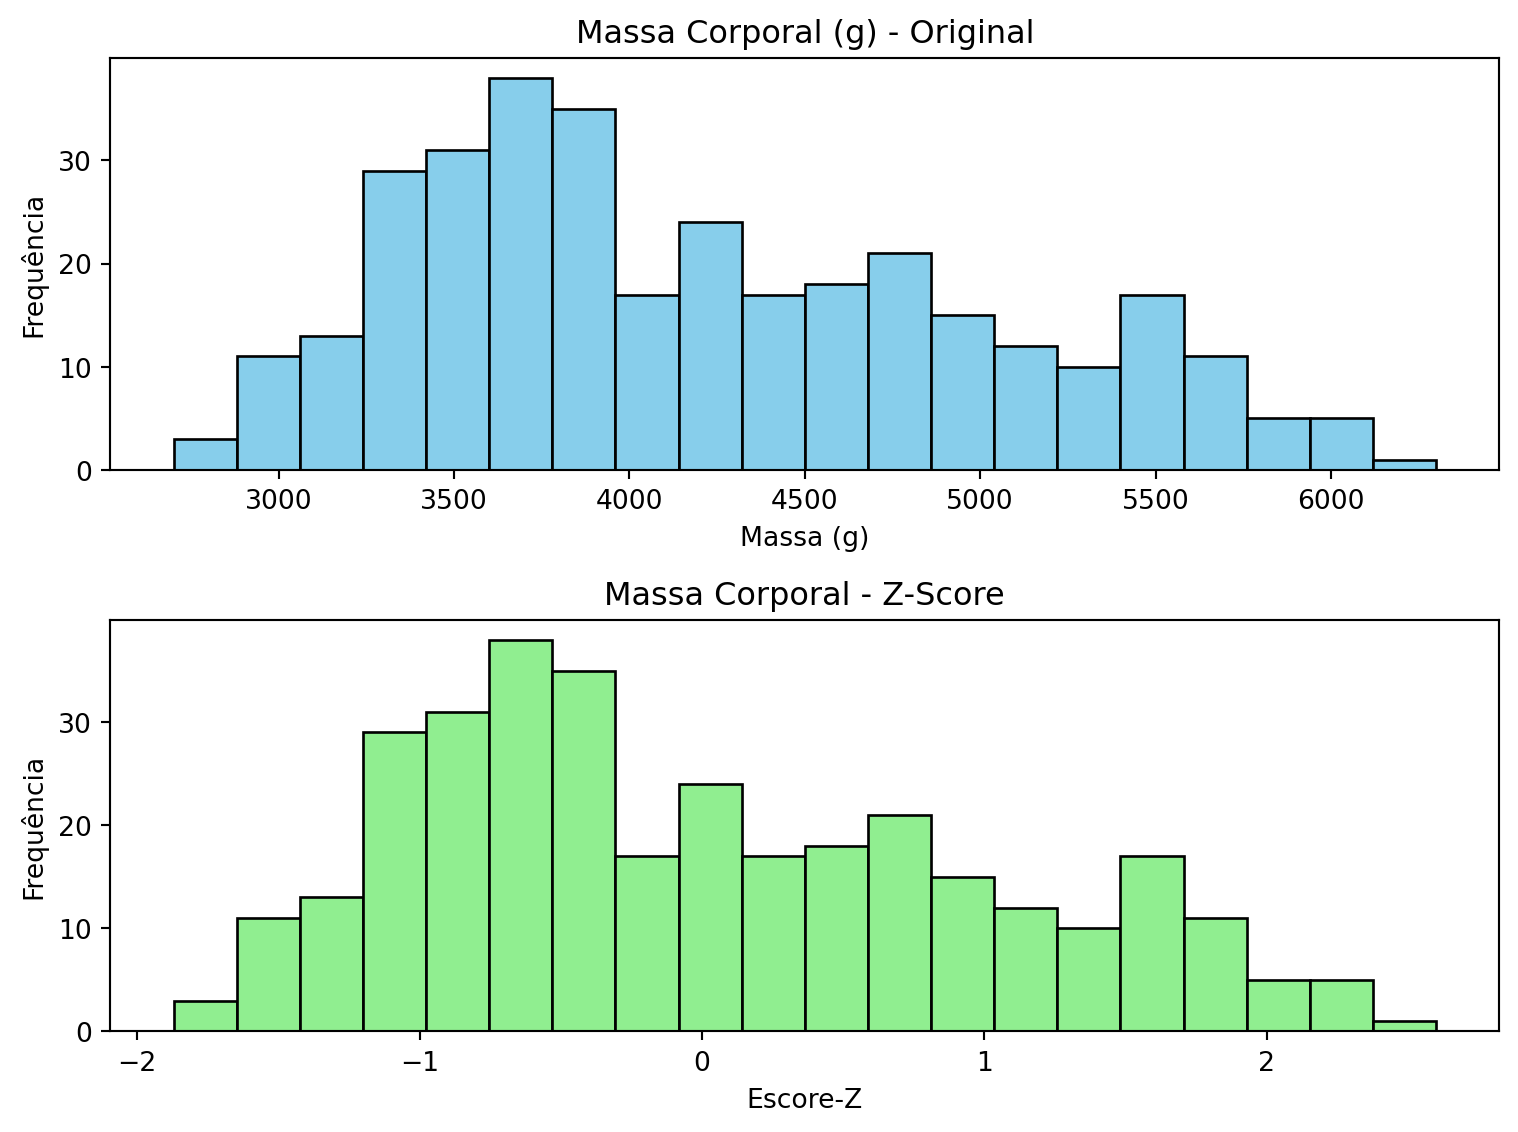 Massa Corporal (g) - Original
30
20
10
0
Frequência
3000 3500 4000 4500 5000 5500 6000
Massa (g)
Massa Corporal - Z-Score
30
20
10
0
Frequência
−2 −1 0 1 2
Escore-Z